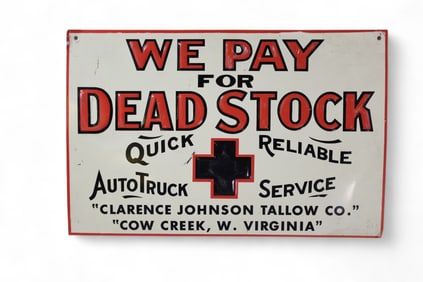 WE PAY
FOR
DEAD STOCK
QUICK RELIABLE
AUTOTRUCK SERVICE
"CLARENCE JOHNSON TALLOW CO."
"COW CREEK, W. VIRGINIA"